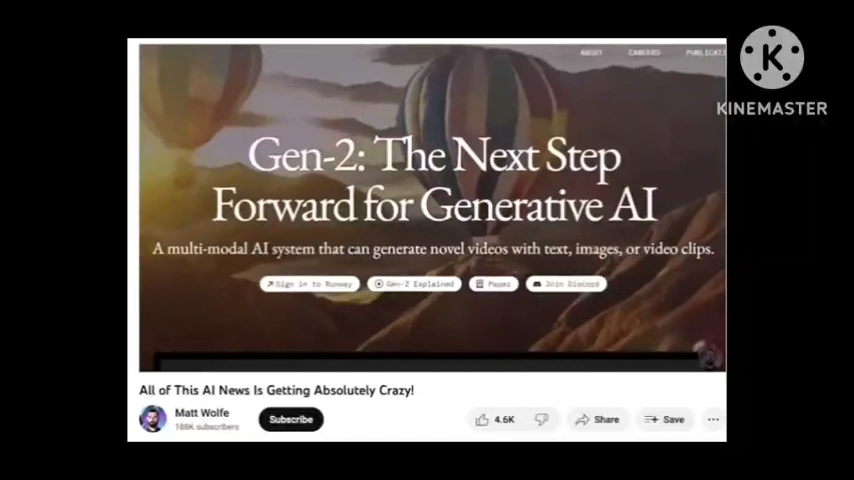 ABOUT CAREERS PUBLICAT
K
KINEMASTER
Gen-2: The Next Step
Forward for Generative AI
A multi-modal AI system that can generate novel videos with text, images, or video clips.
Sign in to Runway Gen-2 Explained Paper Join Discord
All of This AI News Is Getting Absolutely Crazy!
Matt Wolfe
188K subscribers
Subscribe
4.6K Share Save